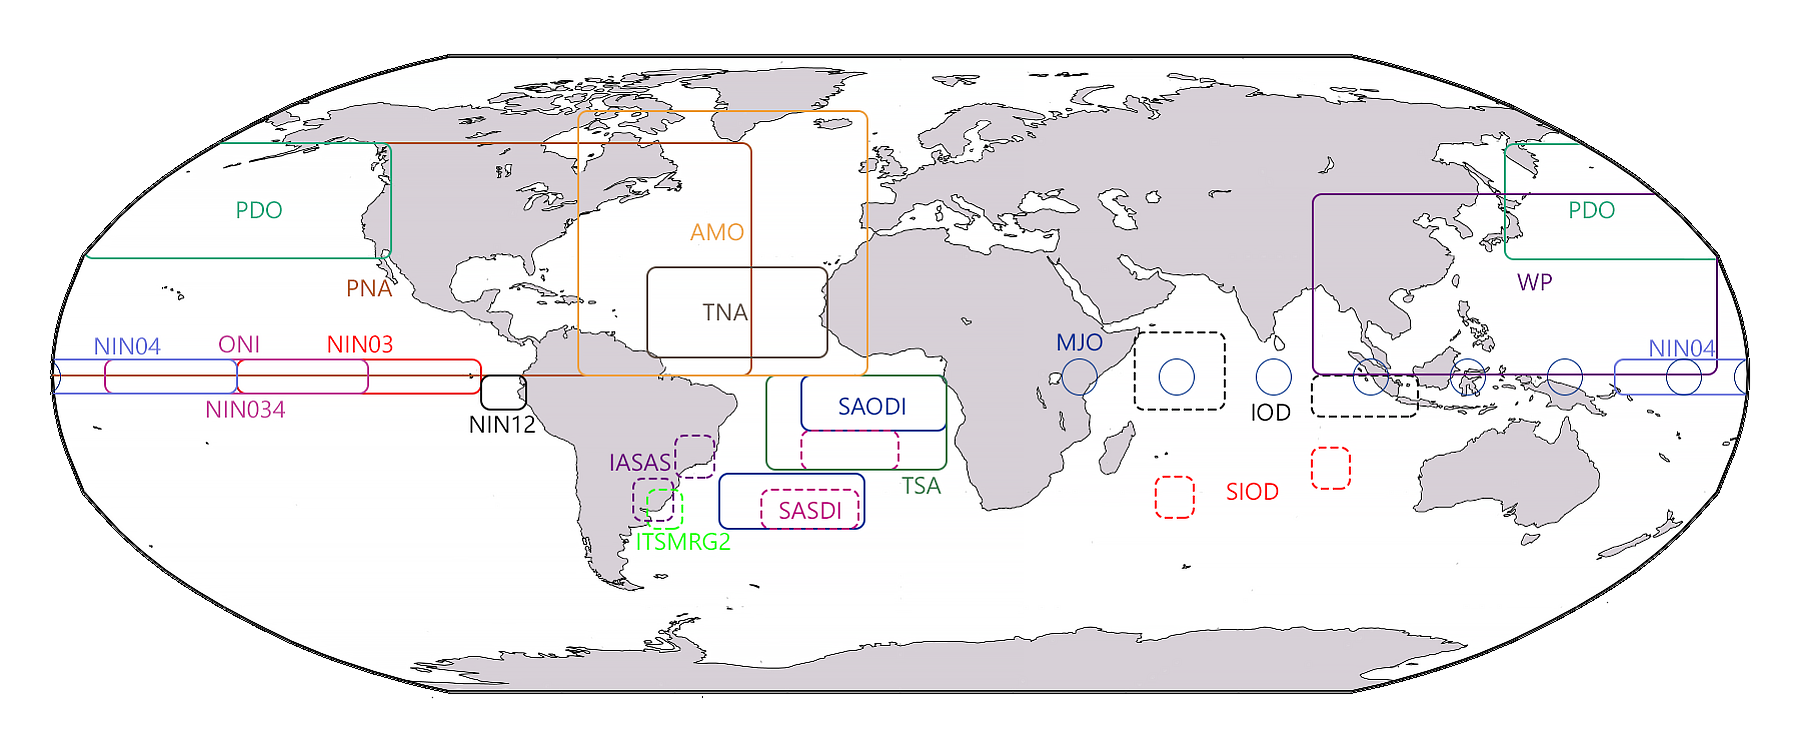 PDO
PDO
AMO
WP
PNA
TNA
NIN04
ONI
NIN03
MJO
NIN04
NIN034
SAODI
IOD
NIN12
IASAS
TSA
SIOD
SASDI
ITSMRG2